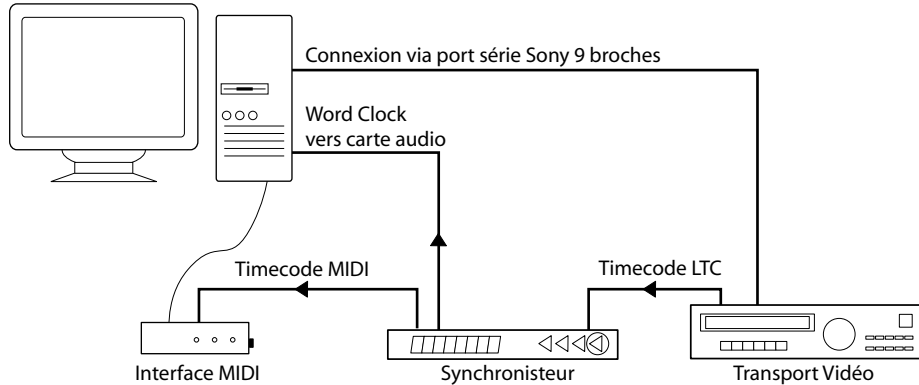 Connexion via port série Sony 9 broches
Word Clock
vers carte audio
Timecode MIDI
Timecode LTC
Interface MIDI
Synchronisteur
Transport Vidéo